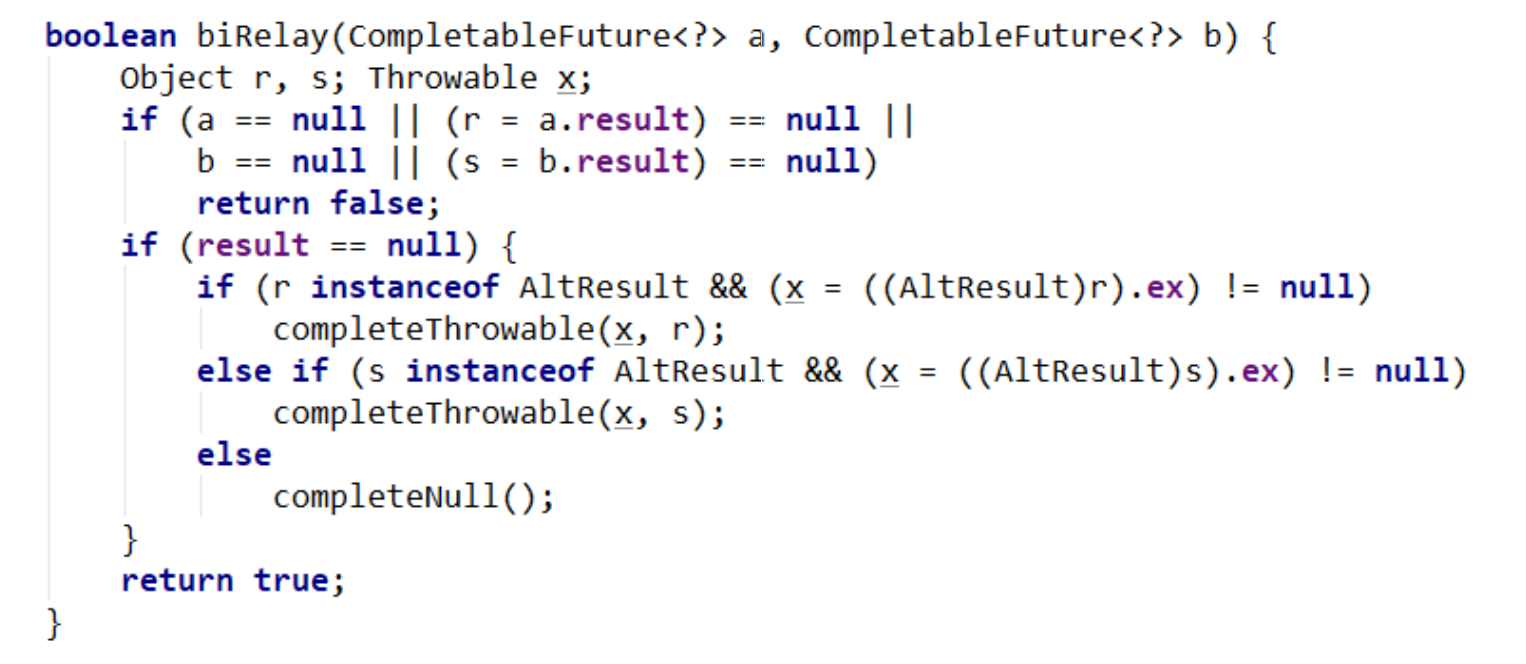 boolean biRelay(CompletableFuture<?> a, CompletableFuture<?> b) {
    Object r, s; Throwable x;
    if (a == null || (r = a.result) == null ||
        b == null || (s = b.result) == null)
        return false;
    if (result == null) {
        if (r instanceof AltResult && (x = ((AltResult)r).ex) != null)
            completeThrowable(x, r);
        else if (s instanceof AltResult && (x = ((AltResult)s).ex) != null)
            completeThrowable(x, s);
        else
            completeNull();
    }
    return true;
}